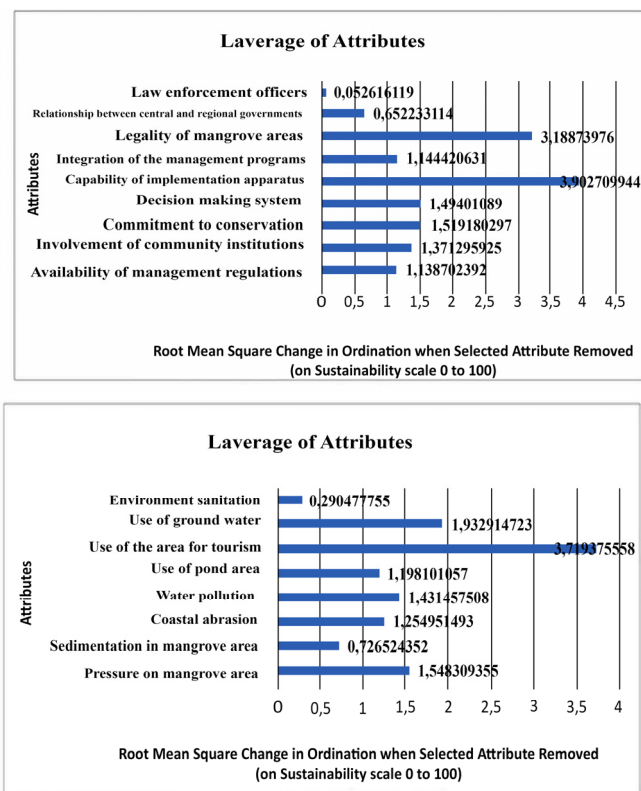 Laverage of Attributes
Attributes
Law enforcement officers 0,052616119
Relationship between central and regional governments 0,652233114
Legality of mangrove areas 3,18873976
Integration of the management programs 1,144420631
Capability of implementation apparatus 3,902709944
Decision making system 1,49401089
Commitment to conservation 1,519180297
Involvement of community institutions 1,371295925
Availability of management regulations 1,138702392
0 0,5 1 1,5 2 2,5 3 3,5 4 4,5
Root Mean Square Change in Ordination when Selected Attribute Removed
(on Sustainability scale 0 to 100)
Laverage of Attributes
Attributes
Environment sanitation 0,290477755
Use of ground water 1,932914723
Use of the area for tourism 3,719375558
Use of pond area 1,198101057
Water pollution 1,431457508
Coastal abrasion 1,254951493
Sedimentation in mangrove area 0,726524352
Pressure on mangrove area 1,548309355
0 0,5 1 1,5 2 2,5 3 3,5 4
Root Mean Square Change in Ordination when Selected Attribute Removed
(on Sustainability scale 0 to 100)